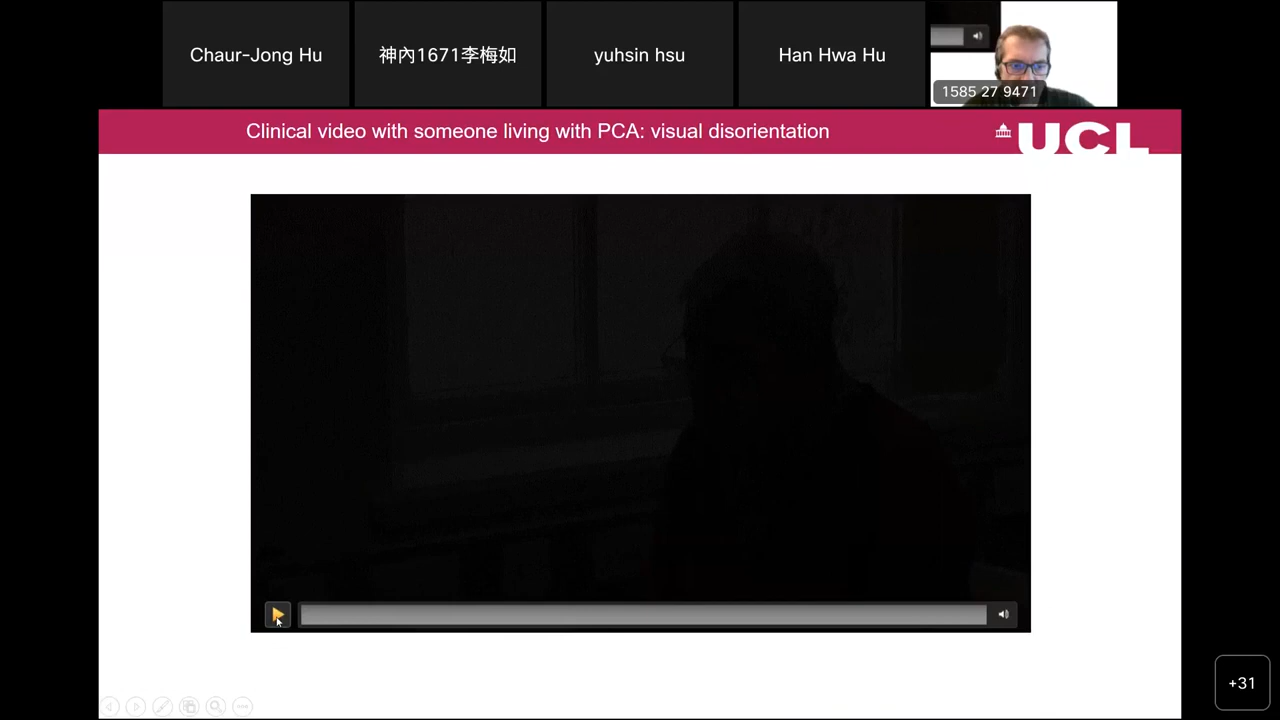 Chaur-Jong Hu
神內1671李梅如
yuhsin hsu
Han Hwa Hu
1585 27 9471
Clinical video with someone living with PCA: visual disorientation
UCL
+31